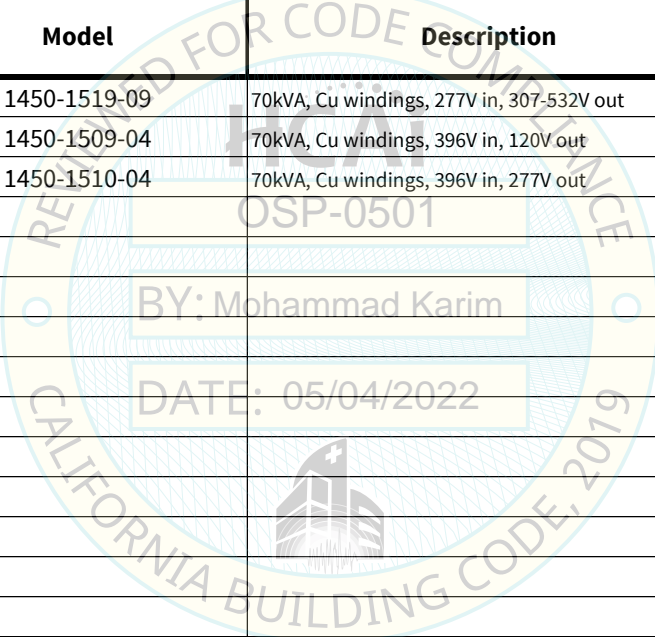 Model Description
1450-1519-09 70kVA, Cu windings, 277V in, 307-532V out
1450-1509-04 70kVA, Cu windings, 396V in, 120V out
1450-1510-04 70kVA, Cu windings, 396V in, 277V out
REVIEWED FOR CODE COMPLIANCE
HCAi
OSP-0501
BY: Mohammad Karim
DATE: 05/04/2022
CALIFORNIA BUILDING CODE, 2019